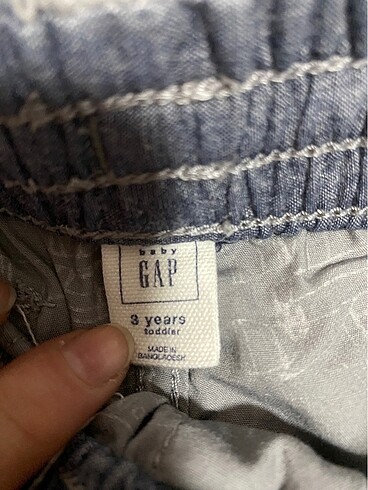 baby
GAP
3 years
toddler
MADE IN
BANGLADESH